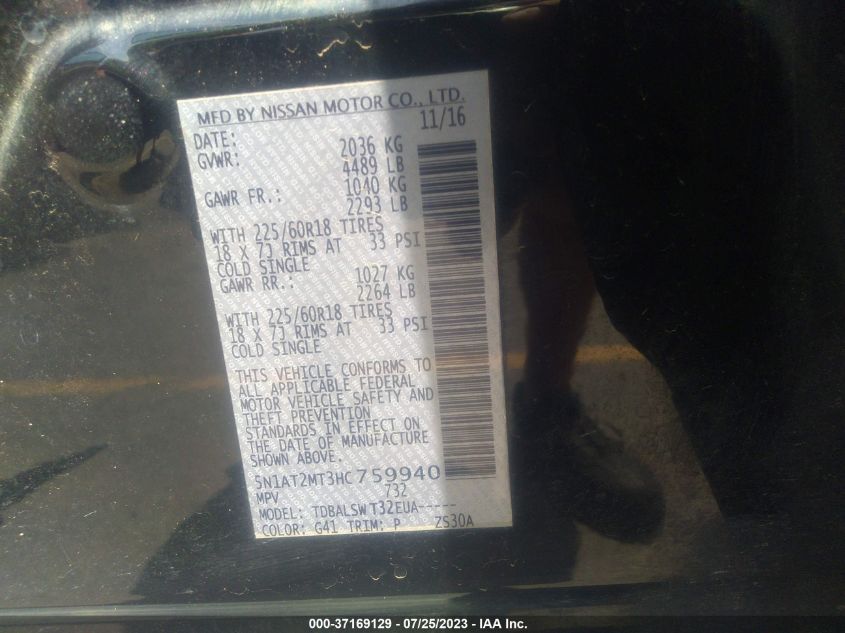 MFD BY NISSAN MOTOR CO., LTD.
DATE: 11/16
GVWR: 2036 KG
4489 LB
GAWR FR.: 1040 KG
2293 LB
WITH 225/60R18 TIRES
18 X 7J RIMS AT 33 PSI
COLD SINGLE
GAWR RR.: 1027 KG
2264 LB
WITH 225/60R18 TIRES
18 X 7J RIMS AT 33 PSI
COLD SINGLE
THIS VEHICLE CONFORMS TO
ALL APPLICABLE FEDERAL
MOTOR VEHICLE SAFETY AND
THEFT PREVENTION
STANDARDS IN EFFECT ON
THE DATE OF MANUFACTURE
SHOWN ABOVE.
5N1AT2MT3HC759940
MPV 732
MODEL: TDBALSWT32EUA-----
COLOR: G41 TRIM: P ZS30A
000-37169129 - 07/25/2023 - IAA Inc.